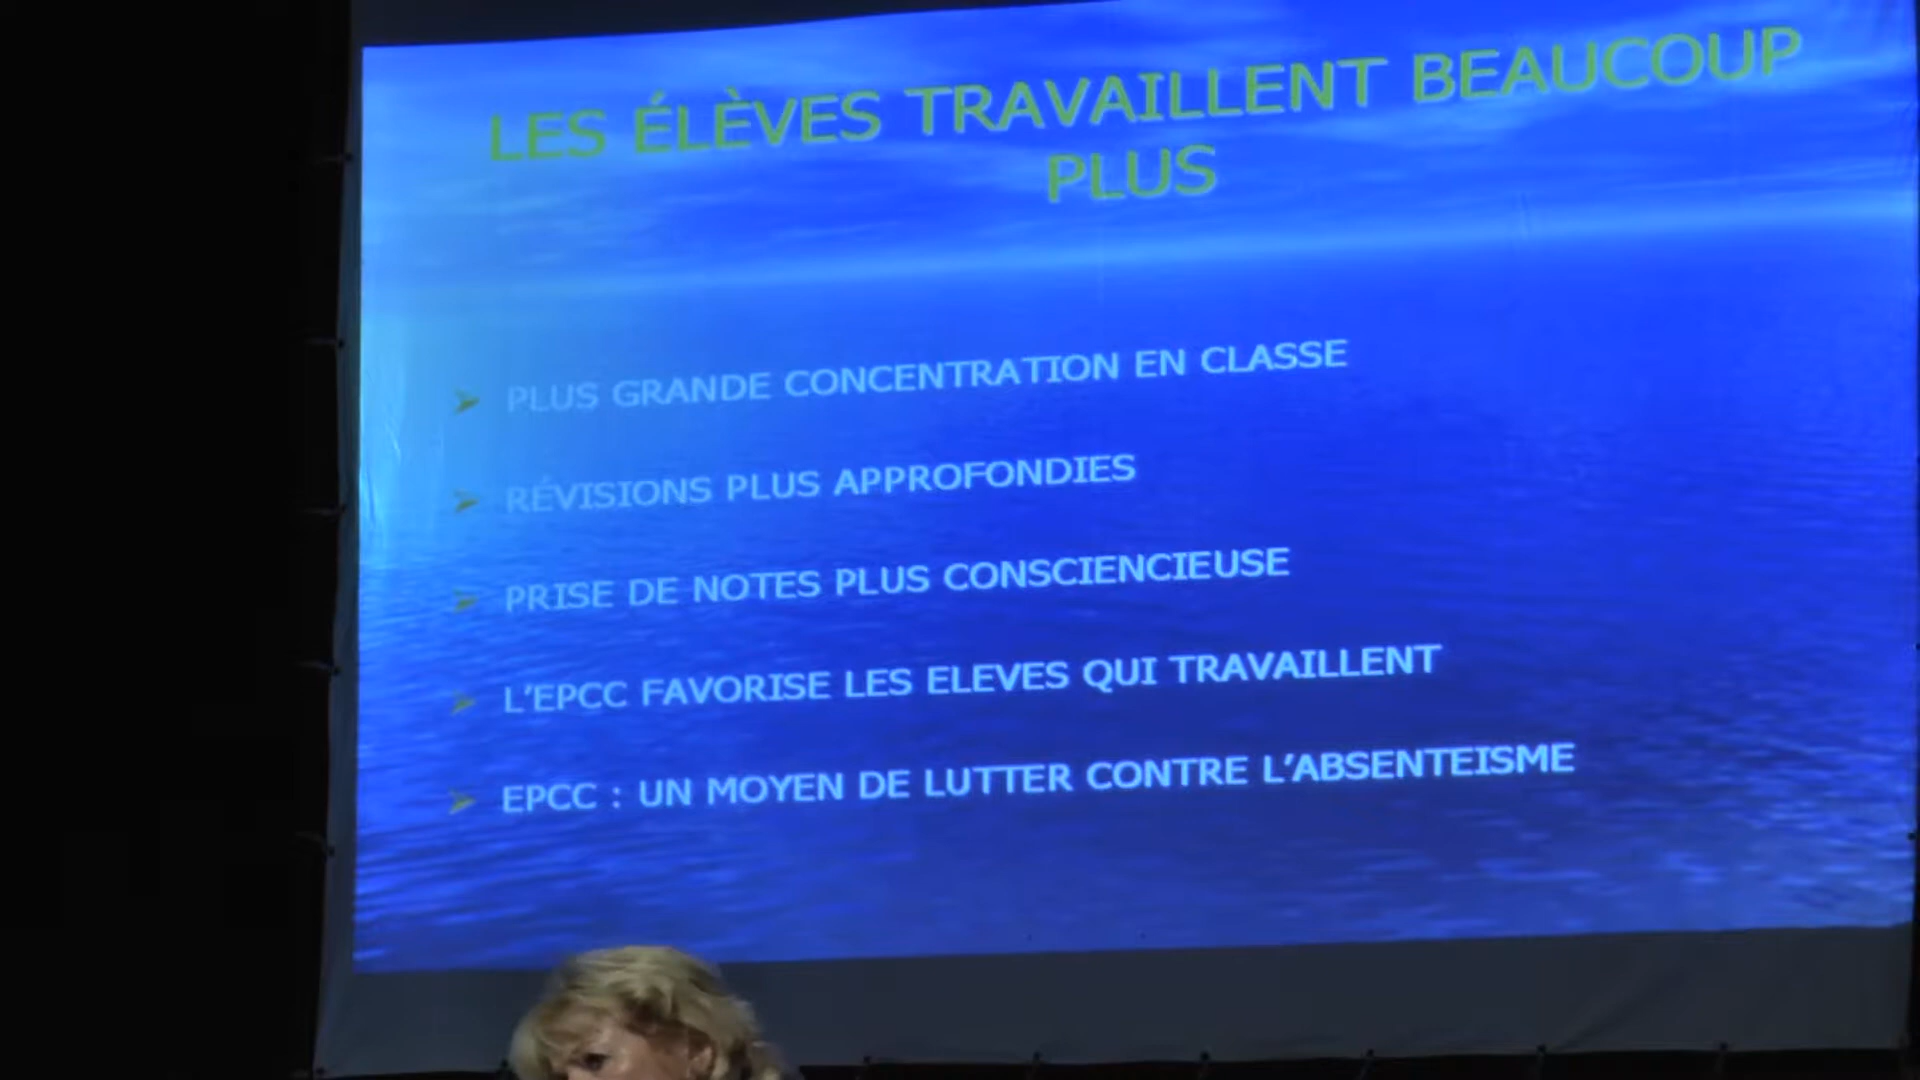 LES ÉLÈVES TRAVAILLENT BEAUCOUP
PLUS
PLUS GRANDE CONCENTRATION EN CLASSE
RÉVISIONS PLUS APPROFONDIES
PRISE DE NOTES PLUS CONSCIENCIEUSE
L'EPCC FAVORISE LES ELEVES QUI TRAVAILLENT
EPCC : UN MOYEN DE LUTTER CONTRE L'ABSENTEISME